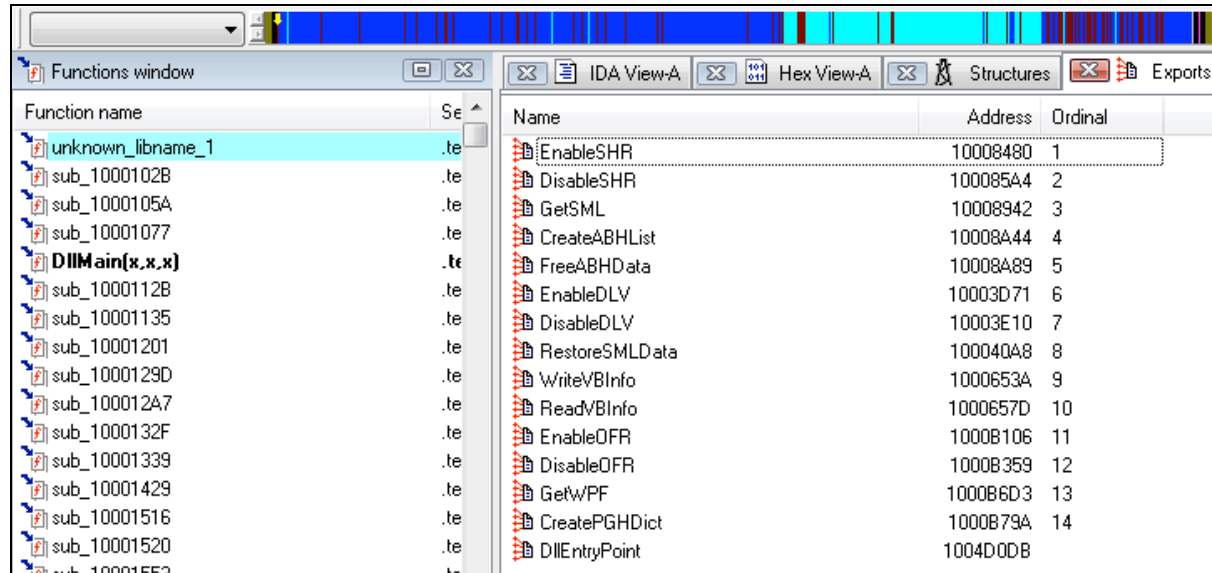 Functions window
IDA View-A Hex View-A Structures Exports
Function name Se
unknown_libname_1 .te
sub_1000102B .te
sub_1000105A .te
sub_10001077 .te
DllMain(x,x,x) .te
sub_1000112B .te
sub_10001135 .te
sub_10001201 .te
sub_1000129D .te
sub_100012A7 .te
sub_1000132F .te
sub_10001339 .te
sub_10001429 .te
sub_10001516 .te
sub_10001520 .te
Name Address Ordinal
EnableSHR 10008480 1
DisableSHR 100085A4 2
GetSML 10008942 3
CreateABHList 10008A44 4
FreeABHData 10008A89 5
EnableDLV 10003D71 6
DisableDLV 10003E10 7
RestoreSMLData 100040A8 8
WriteVBInfo 1000653A 9
ReadVBInfo 1000657D 10
EnableOFR 1000B106 11
DisableOFR 1000B359 12
GetWPF 1000B6D3 13
CreatePGHDict 1000B79A 14
DllEntryPoint 1004D0DB